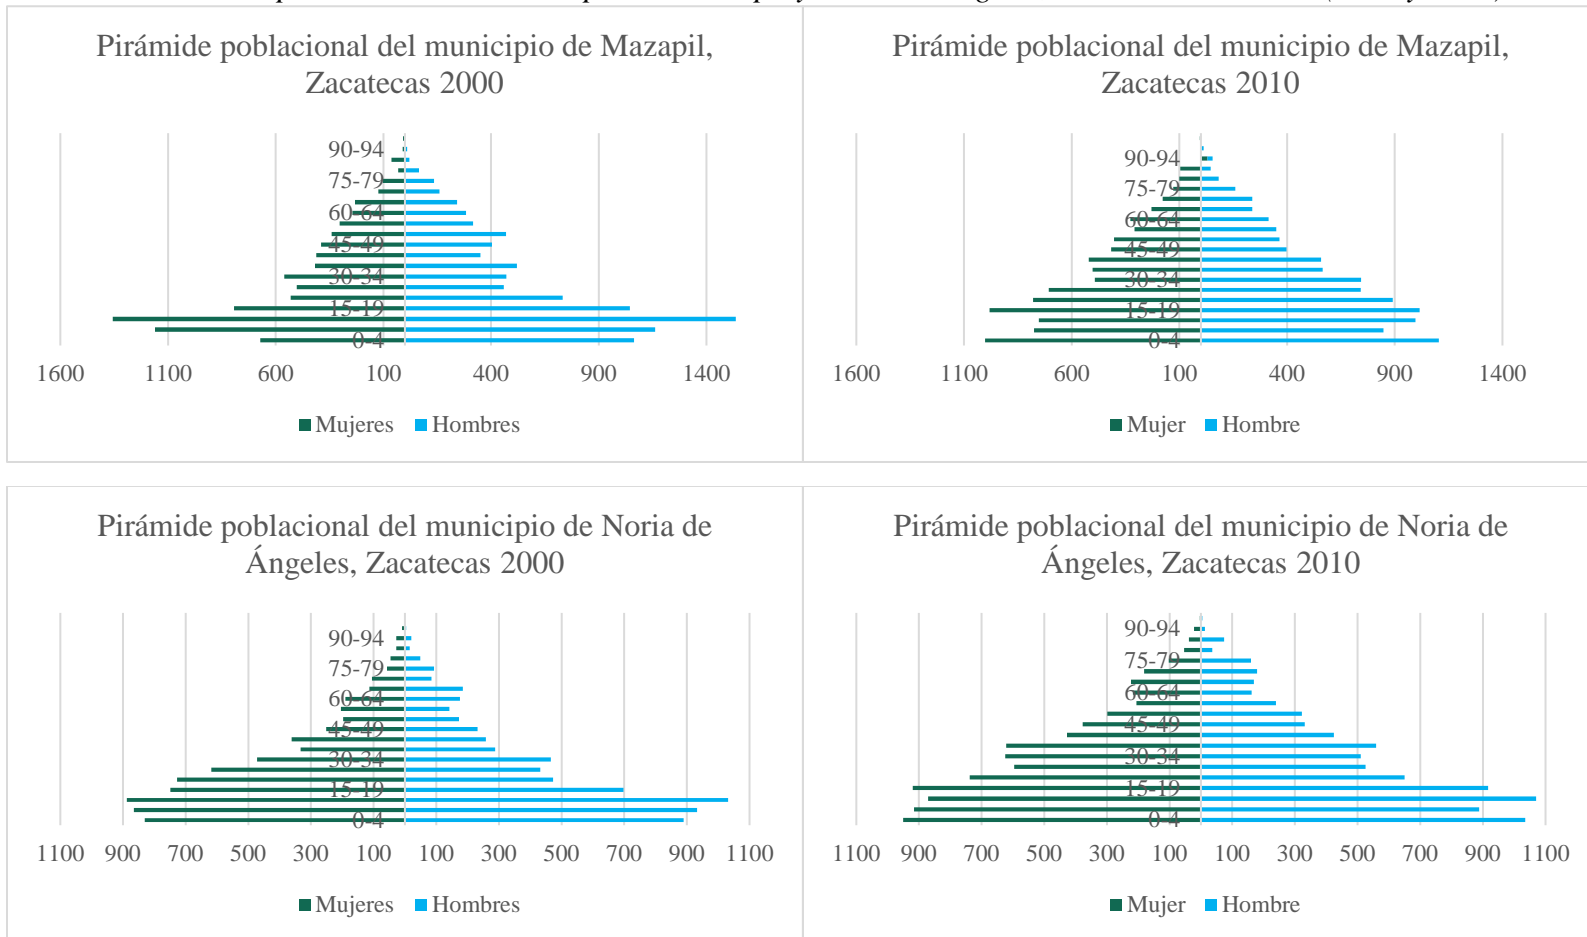 Pirámide poblacional del municipio de Mazapil,
Zacatecas 2000
90-94
75-79
60-64
45-49
30-34
15-19
0-4
1600 1100 600 100 400 900 1400
Mujeres Hombres
Pirámide poblacional del municipio de Mazapil,
Zacatecas 2010
90-94
75-79
60-64
45-49
30-34
15-19
0-4
1600 1100 600 100 400 900 1400
Mujer Hombre
Pirámide poblacional del municipio de Noria de
Ángeles, Zacatecas 2000
90-94
75-79
60-64
45-49
30-34
15-19
0-4
1100 900 700 500 300 100 100 300 500 700 900 1100
Mujeres Hombres
Pirámide poblacional del municipio de Noria de
Ángeles, Zacatecas 2010
90-94
75-79
60-64
45-49
30-34
15-19
0-4
1100 900 700 500 300 100 100 300 500 700 900 1100
Mujer Hombre